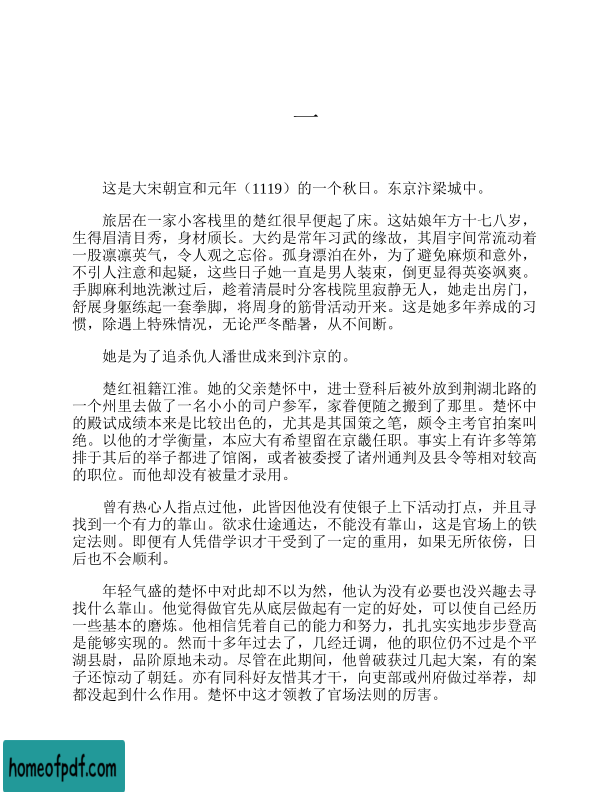 一
这是大宋朝宣和元年（1119）的一个秋日。东京汴梁城中。
旅居在一家小客栈里的楚红很早便起了床。这姑娘年方十七八岁，
生得眉清目秀，身材颀长。大约是常年习武的缘故，其眉宇间常流动着
一股凛凛英气，令人观之忘俗。孤身漂泊在外，为了避免麻烦和意外，
不引人注意和起疑，这些日子她一直是男人装束，倒更显得英姿飒爽。
手脚麻利地洗漱过后，趁着清晨时分客栈院里寂静无人，她走出房门，
舒展身躯练起一套拳脚，将周身的筋骨活动开来。这是她多年养成的习
惯，除遇上特殊情况，无论严冬酷暑，从不间断。
她是为了追杀仇人潘世成来到汴京的。
楚红祖籍江淮。她的父亲楚怀中，进士登科后被外放到荆湖北路的
一个州里去做了一名小小的司户参军，家眷便随之搬到了那里。楚怀中
的殿试成绩本来是比较出色的，尤其是其国策之笔，颇令主考官拍案叫
绝。以他的才学衡量，本应大有希望留在京畿任职。事实上有许多等第
排于其后的举子都进了馆阁，或者被委授了诸州通判及县令等相对较高
的职位。而他却没有被量才录用。
曾有热心人指点过他，此皆因他没有使银子上下活动打点，并且寻
找到一个有力的靠山。欲求仕途通达，不能没有靠山，这是官场上的铁
定法则。即便有人凭借学识才干受到了一定的重用，如果无所依傍，日
后也不会顺利。
年轻气盛的楚怀中对此却不以为然，他认为没有必要也没兴趣去寻
找什么靠山。他觉得做官先从底层做起有一定的好处，可以使自己经历
一些基本的磨炼。他相信凭着自己的能力和努力，扎扎实实地步步登高
是能够实现的。然而十多年过去了，几经迁调，他的职位仍不过是个平
湖县尉，品阶原地未动。尽管在此期间，他曾破获过几起大案，有的案
子还惊动了朝廷。亦有同科好友惜其才干，向吏部或州府做过举荐，却
都没起到什么作用。楚怀中这才领教了官场法则的厉害。
homeofpdf.com